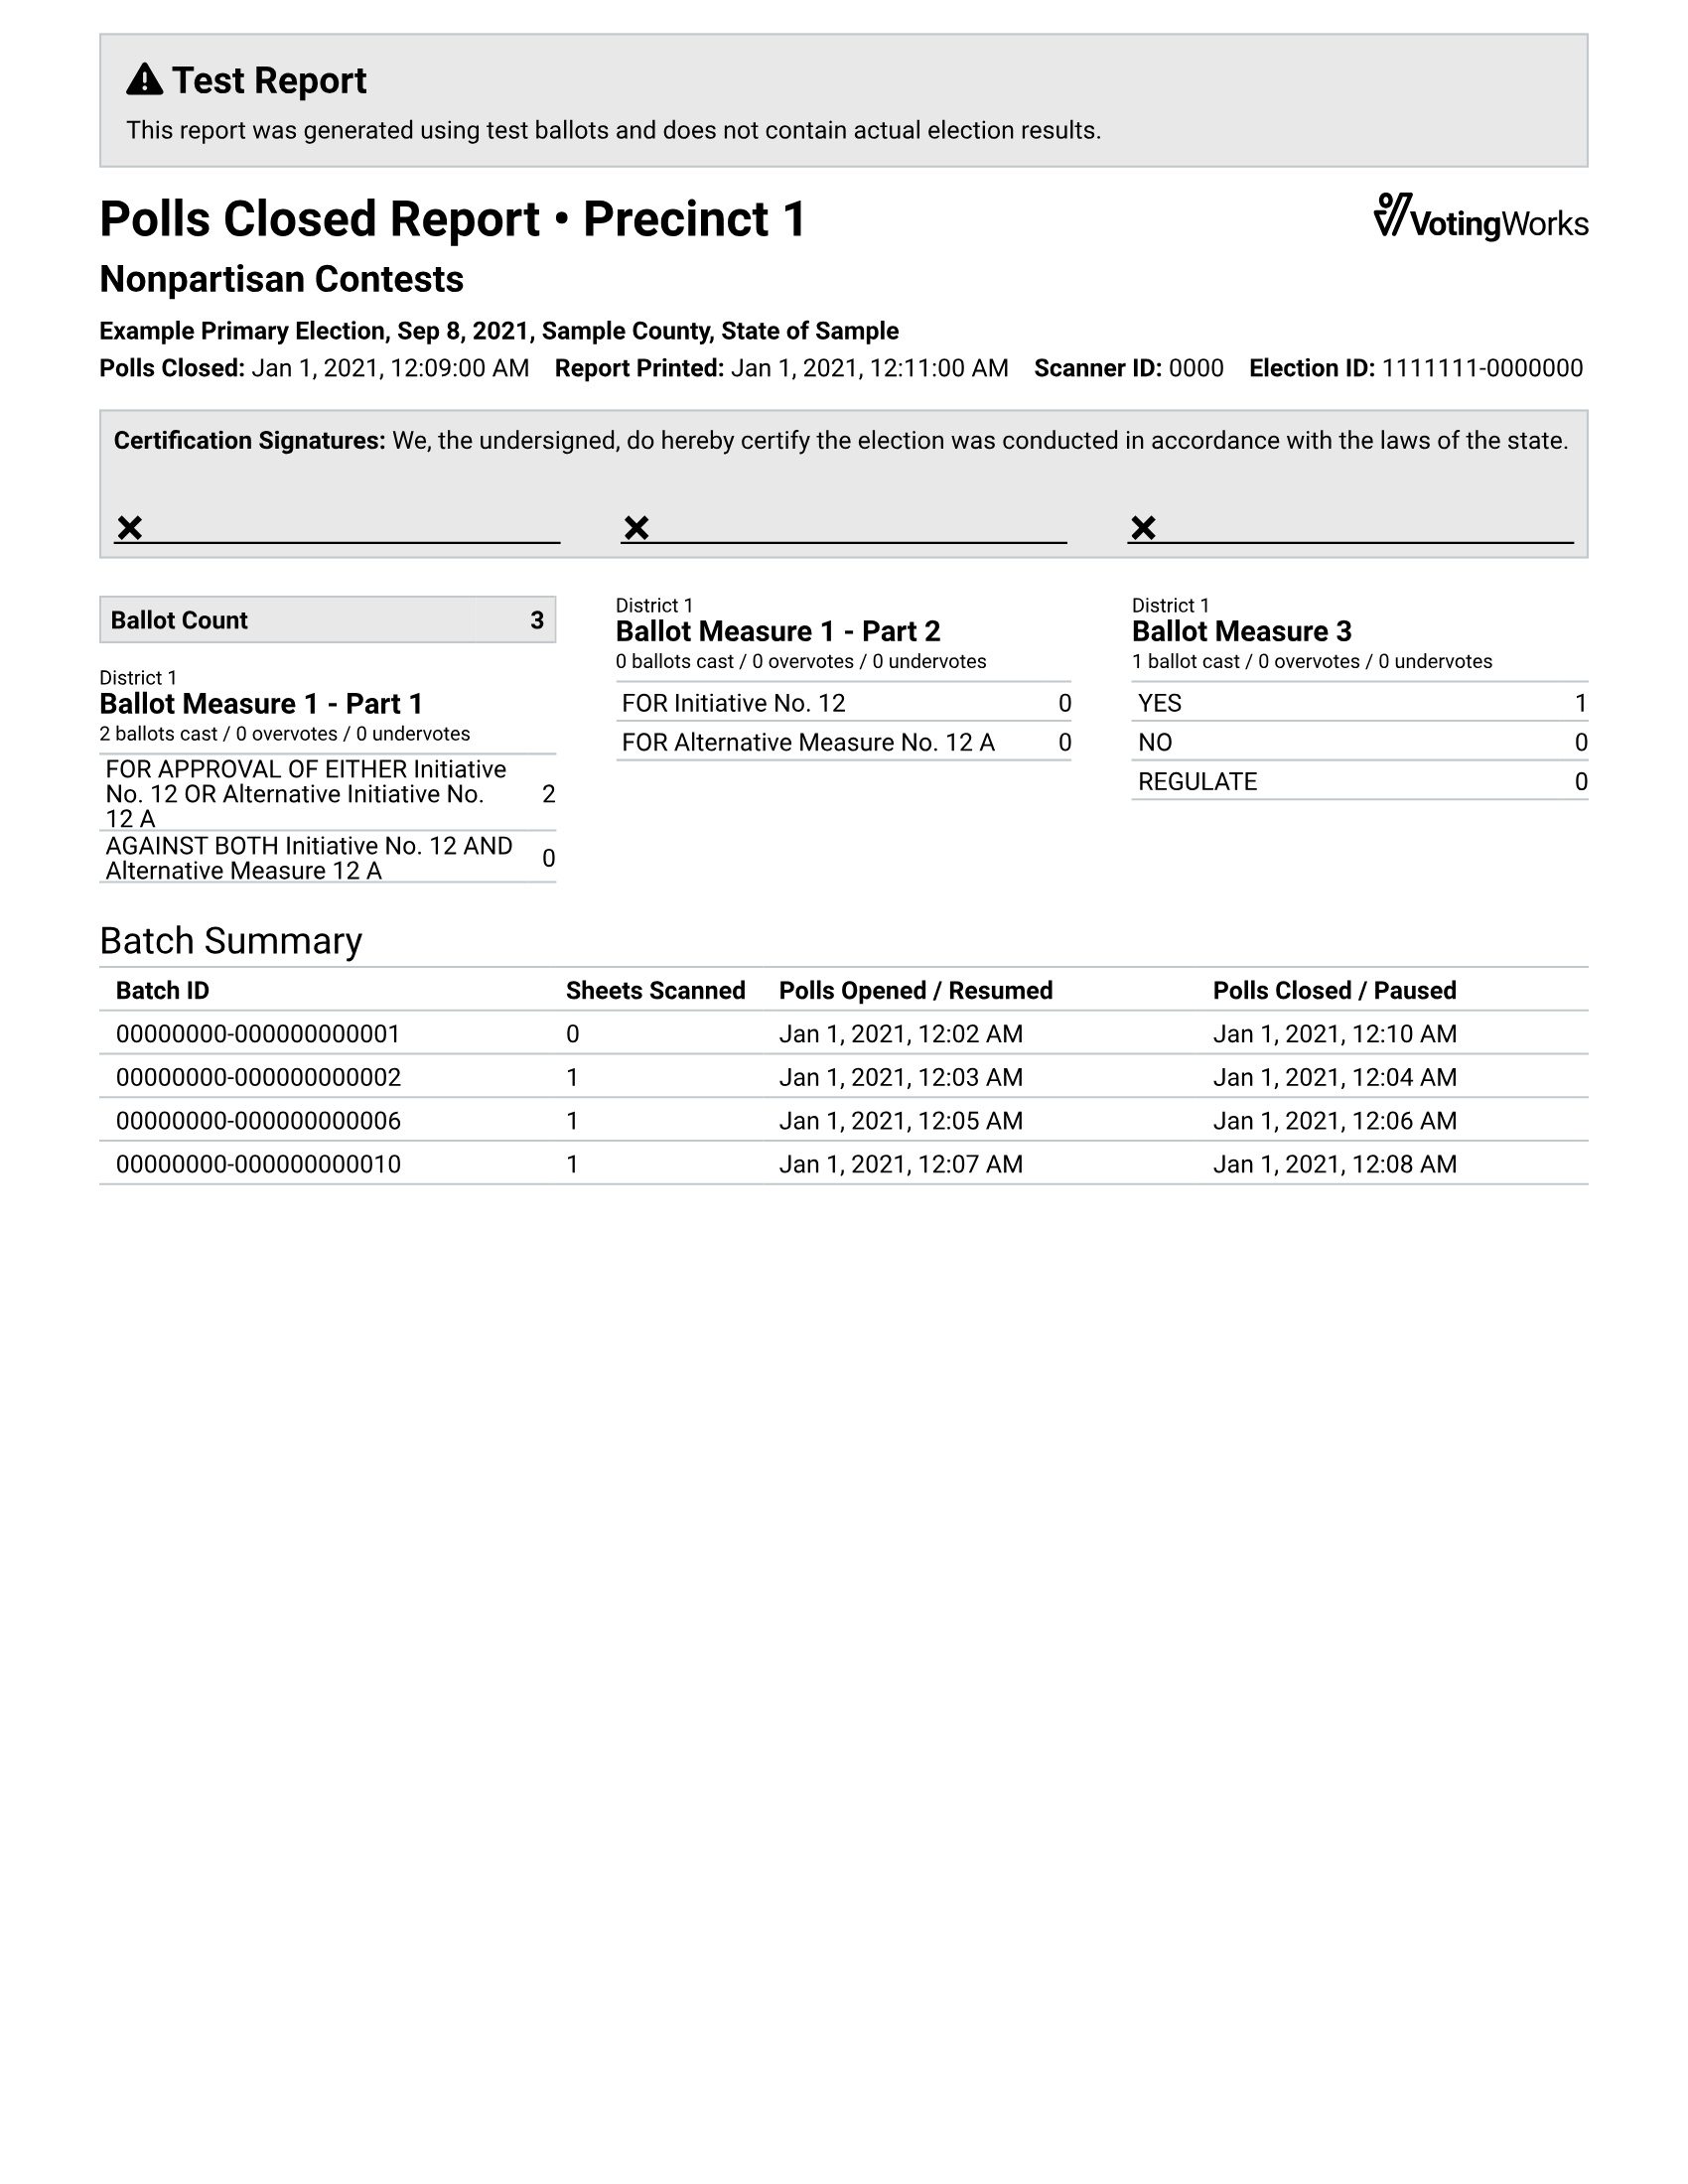 Test Report
This report was generated using test ballots and does not contain actual election results.
Polls Closed Report • Precinct 1
VotingWorks
Nonpartisan Contests
Example Primary Election, Sep 8, 2021, Sample County, State of Sample
Polls Closed: Jan 1, 2021, 12:09:00 AM Report Printed: Jan 1, 2021, 12:11:00 AM Scanner ID: 0000 Election ID: 1111111-0000000
Certification Signatures: We, the undersigned, do hereby certify the election was conducted in accordance with the laws of the state.
Ballot Count 3
District 1
Ballot Measure 1 - Part 1
2 ballots cast / 0 overvotes / 0 undervotes
FOR APPROVAL OF EITHER Initiative
No. 12 OR Alternative Initiative No. 2
12 A
AGAINST BOTH Initiative No. 12 AND
Alternative Measure 12 A 0
District 1
Ballot Measure 1 - Part 2
0 ballots cast / 0 overvotes / 0 undervotes
FOR Initiative No. 12 0
FOR Alternative Measure No. 12 A 0
District 1
Ballot Measure 3
1 ballot cast / 0 overvotes / 0 undervotes
YES 1
NO 0
REGULATE 0
Batch Summary
Batch ID Sheets Scanned Polls Opened / Resumed Polls Closed / Paused
00000000-000000000001 0 Jan 1, 2021, 12:02 AM Jan 1, 2021, 12:10 AM
00000000-000000000002 1 Jan 1, 2021, 12:03 AM Jan 1, 2021, 12:04 AM
00000000-000000000006 1 Jan 1, 2021, 12:05 AM Jan 1, 2021, 12:06 AM
00000000-000000000010 1 Jan 1, 2021, 12:07 AM Jan 1, 2021, 12:08 AM